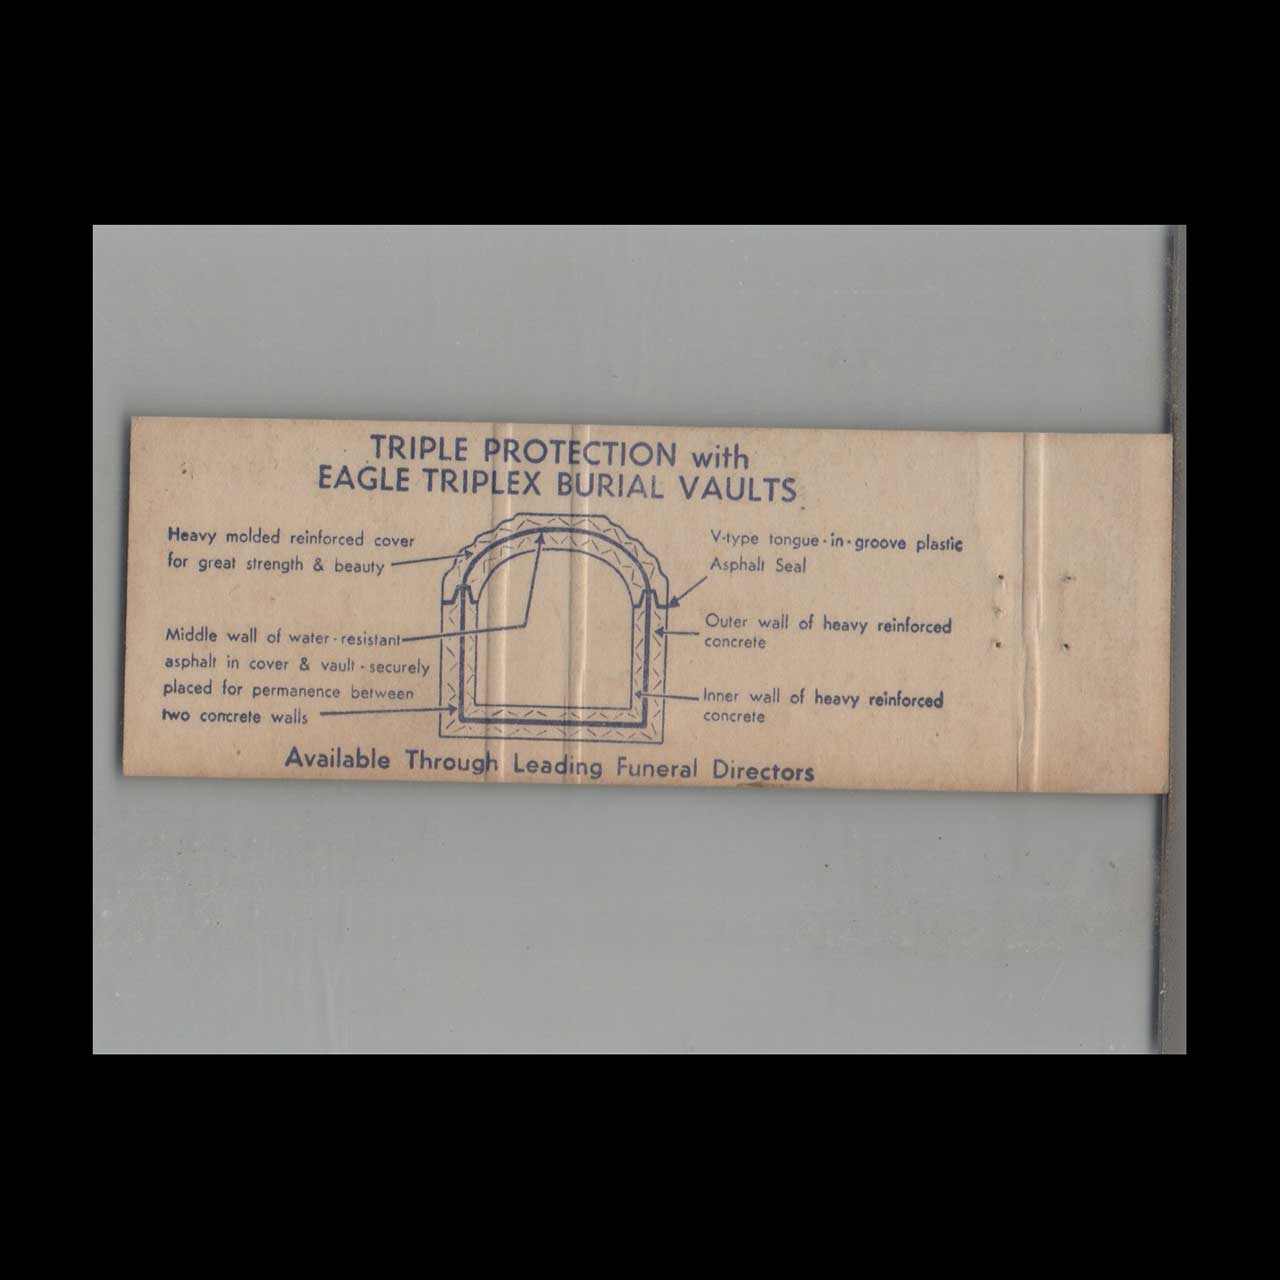 TRIPLE PROTECTION with
EAGLE TRIPLEX BURIAL VAULTS
Heavy molded reinforced cover
for great strength & beauty
Middle wall of water-resistant
asphalt in cover & vault-securely
placed for permanence between
two concrete walls
V-type tongue-in-groove plastic
Asphalt Seal
Outer wall of heavy reinforced
concrete
Inner wall of heavy reinforced
concrete
Available Through Leading Funeral Directors